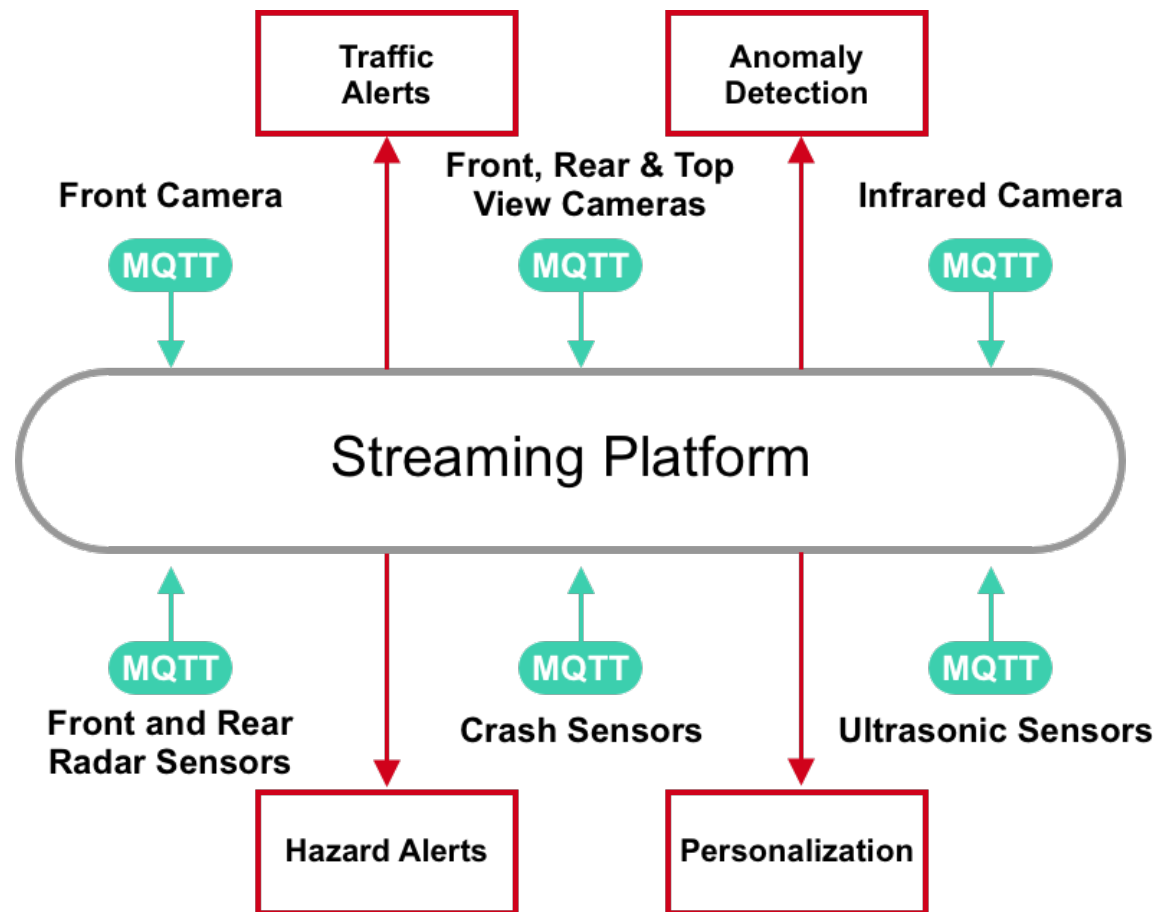 Traffic
Alerts
Anomaly
Detection
Front Camera
Front, Rear & Top
View Cameras
Infrared Camera
MQTT
MQTT
MQTT
Streaming Platform
MQTT
MQTT
MQTT
Front and Rear
Radar Sensors
Crash Sensors
Ultrasonic Sensors
Hazard Alerts
Personalization